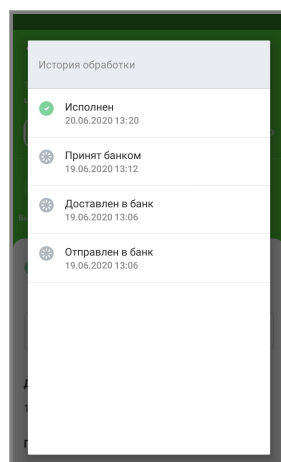 История обработки
Исполнен
20.06.2020 13:20
Принят банком
19.06.2020 13:12
Доставлен в банк
19.06.2020 13:06
Отправлен в банк
19.06.2020 13:06